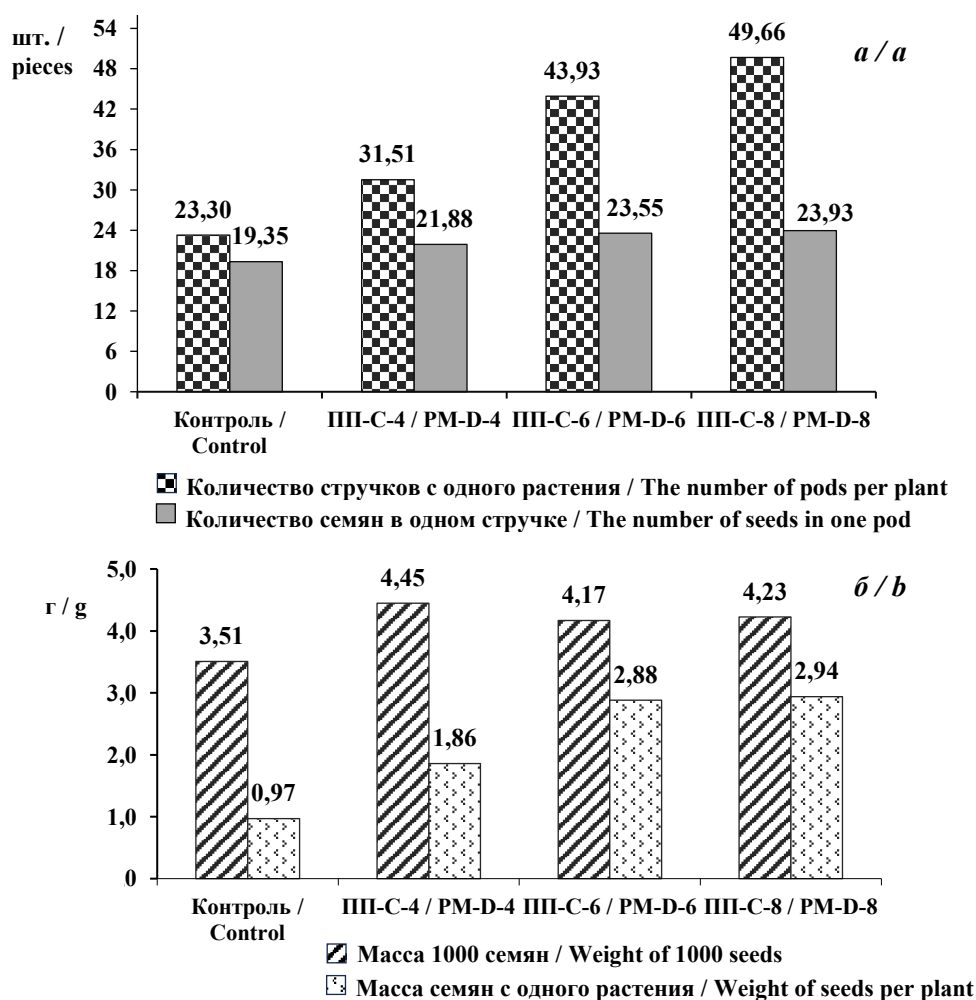 шт. /
pieces
а / a
54
48
42
36
30
24
18
12
6
0
23,30
19,35
31,51
21,88
43,93
23,55
49,66
23,93
Контроль /
Control
ПП-С-4 / PM-D-4
ПП-С-6 / PM-D-6
ПП-С-8 / PM-D-8
Количество стручков с одного растения / The number of pods per plant
Количество семян в одном стручке / The number of seeds in one pod
г / g
б / b
5,0
4,0
3,0
2,0
1,0
0
3,51
0,97
4,45
1,86
4,17
2,88
4,23
2,94
Контроль /
Control
ПП-С-4 / PM-D-4
ПП-С-6 / PM-D-6
ПП-С-8 / PM-D-8
Масса 1000 семян / Weight of 1000 seeds
Масса семян с одного растения / Weight of seeds per plant